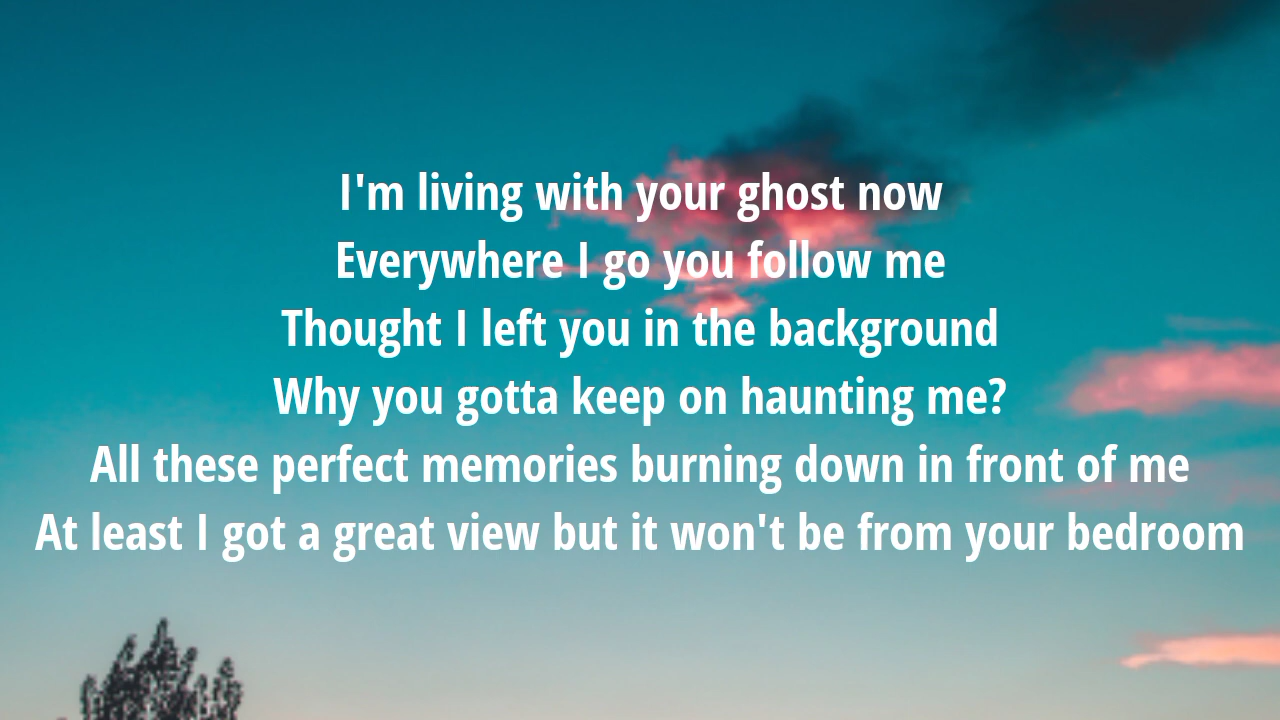 I'm living with your ghost now
Everywhere I go you follow me
Thought I left you in the background
Why you gotta keep on haunting me?
All these perfect memories burning down in front of me
At least I got a great view but it won't be from your bedroom